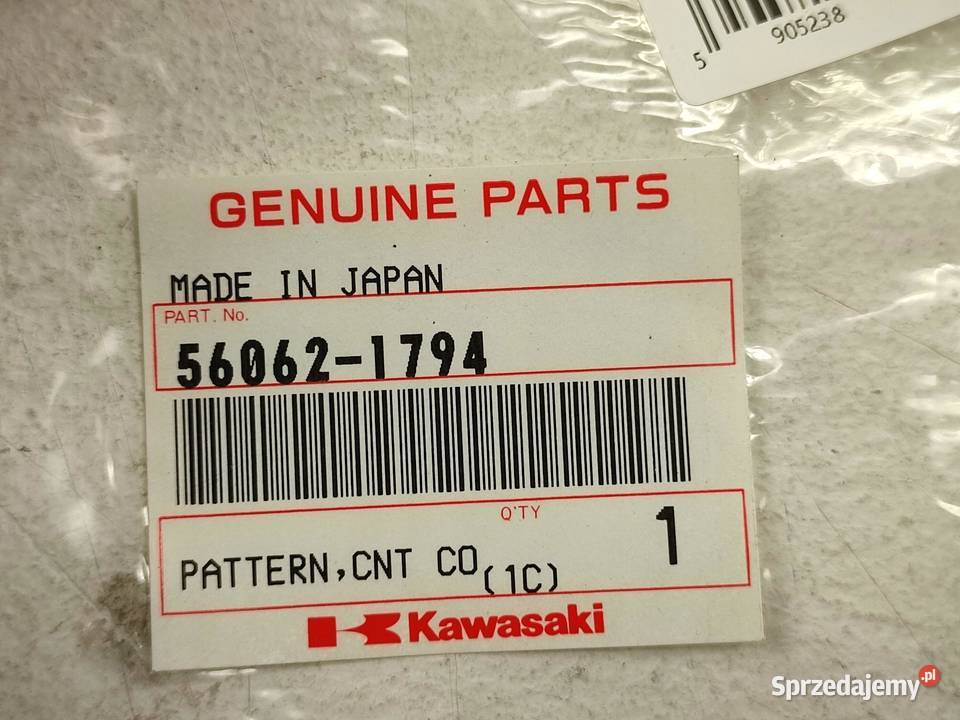 5 905238
GENUINE PARTS
MADE IN JAPAN
PART. No.
56062-1794
Q'TY
1
PATTERN,CNT CO(1C)
Kawasaki
Sprzedajemy.pl